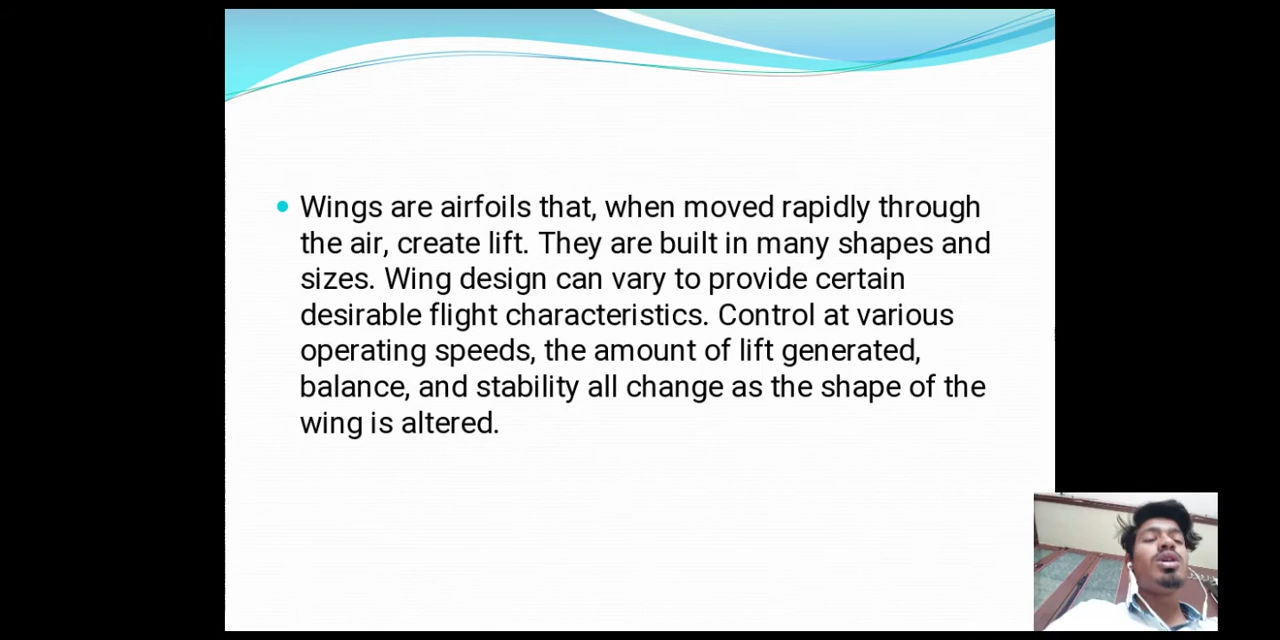 Wings are airfoils that, when moved rapidly through
the air, create lift. They are built in many shapes and
sizes. Wing design can vary to provide certain
desirable flight characteristics. Control at various
operating speeds, the amount of lift generated,
balance, and stability all change as the shape of the
wing is altered.